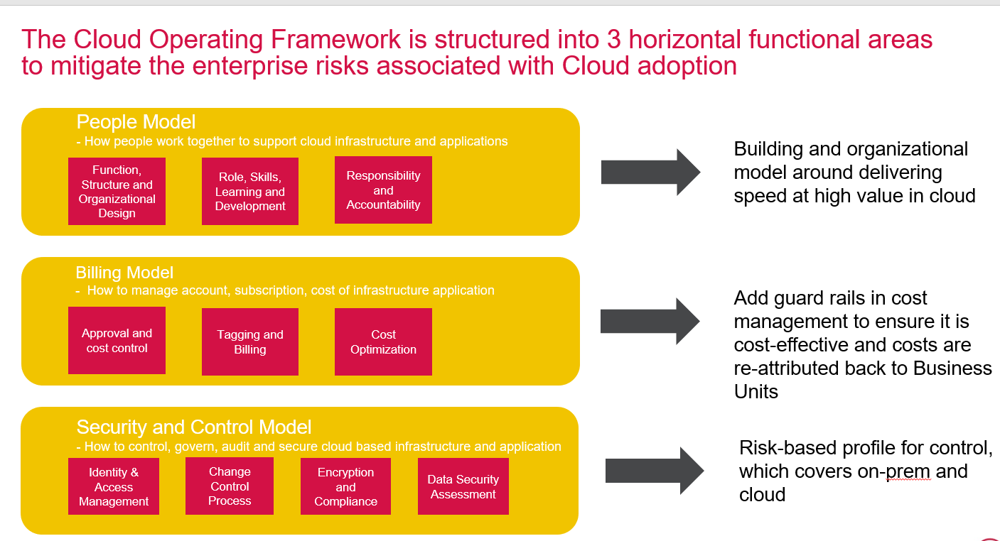 The Cloud Operating Framework is structured into 3 horizontal functional areas
to mitigate the enterprise risks associated with Cloud adoption
People Model
- How people work together to support cloud infrastructure and applications
Function,
Structure and
Organizational
Design
Role, Skills,
Learning and
Development
Responsibility
and
Accountability
Building and organizational
model around delivering
speed at high value in cloud
Billing Model
- How to manage account, subscription, cost of infrastructure application
Approval and
cost control
Tagging and
Billing
Cost
Optimization
Add guard rails in cost
management to ensure it is
cost-effective and costs are
re-attributed back to Business
Units
Security and Control Model
- How to control, govern, audit and secure cloud based infrastructure and application
Identity &
Access
Management
Change
Control
Process
Encryption
and
Compliance
Data Security
Assessment
Risk-based profile for control,
which covers on-prem and
cloud